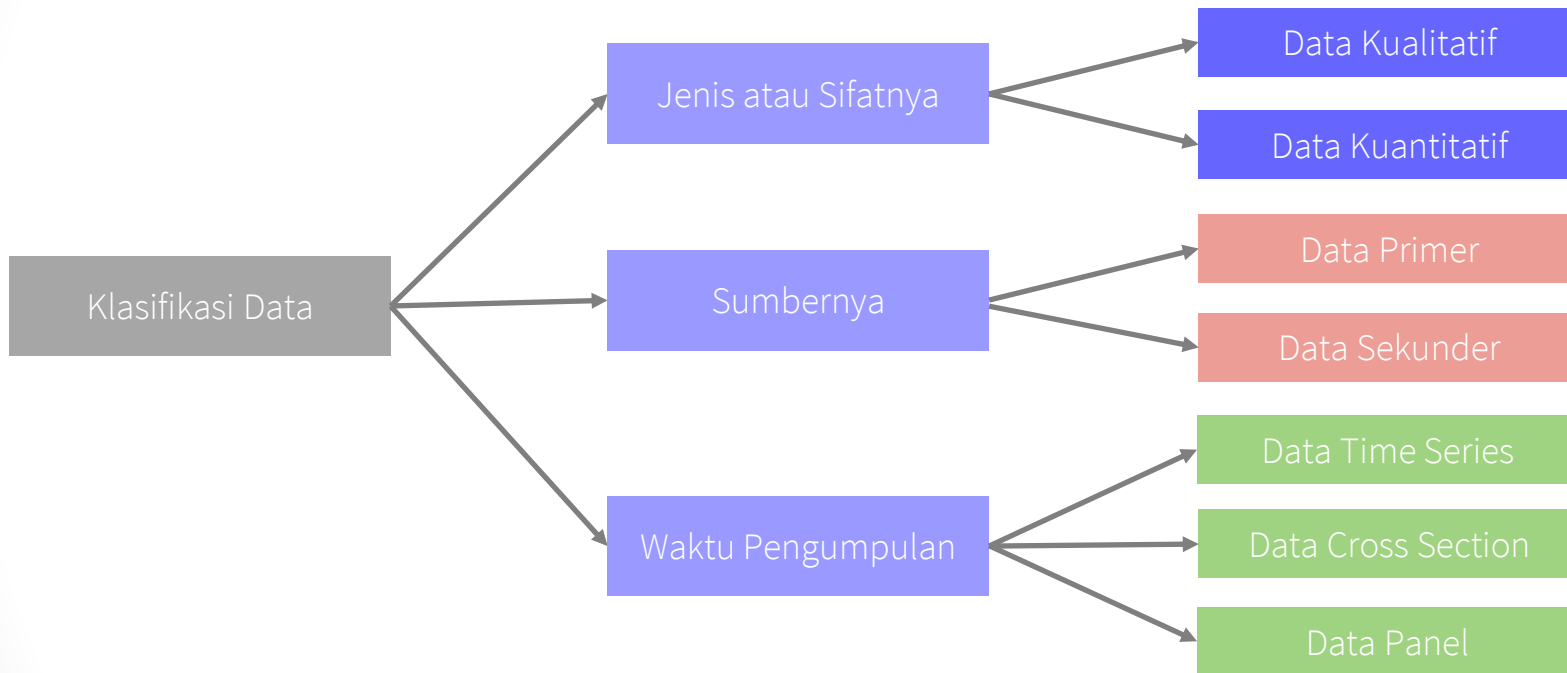 Klasifikasi Data
Jenis atau Sifatnya
Data Kualitatif
Data Kuantitatif
Sumbernya
Data Primer
Data Sekunder
Waktu Pengumpulan
Data Time Series
Data Cross Section
Data Panel